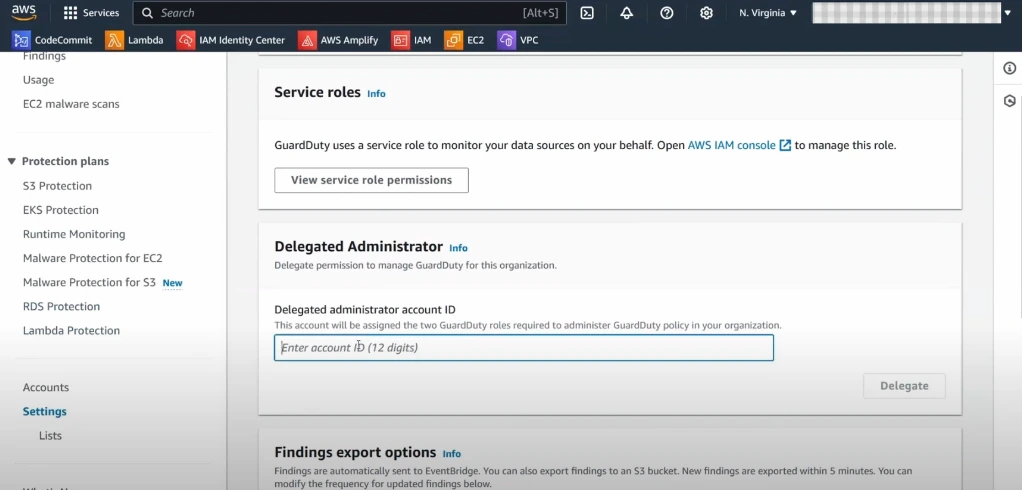 aws
Services
Search
[Alt+S]
N. Virginia
CodeCommit
Lambda
IAM Identity Center
AWS Amplify
IAM
EC2
VPC
Findings
Usage
EC2 malware scans
Protection plans
S3 Protection
EKS Protection
Runtime Monitoring
Malware Protection for EC2
Malware Protection for S3 New
RDS Protection
Lambda Protection
Accounts
Settings
Lists
Service roles Info
GuardDuty uses a service role to monitor your data sources on your behalf. Open AWS IAM console to manage this role.
View service role permissions
Delegated Administrator Info
Delegate permission to manage GuardDuty for this organization.
Delegated administrator account ID
This account will be assigned the two GuardDuty roles required to administer GuardDuty policy in your organization.
Enter account ID (12 digits)
Delegate
Findings export options Info
Findings are automatically sent to EventBridge. You can also export findings to an S3 bucket. New findings are exported within 5 minutes. You can
modify the frequency for updated findings below.